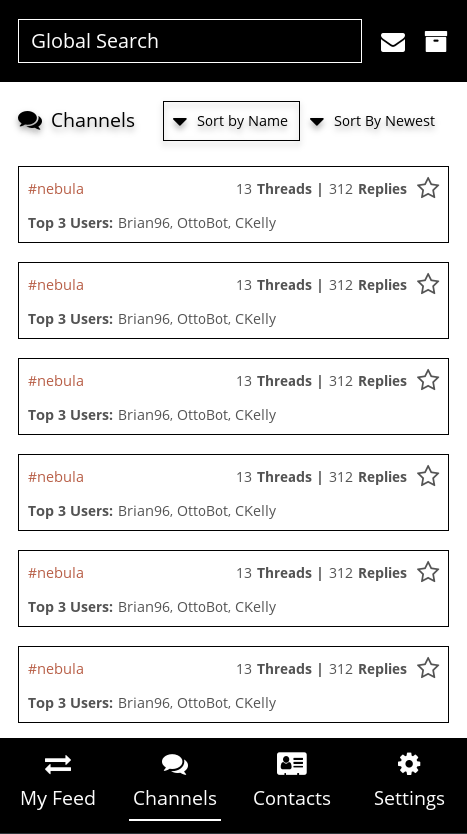 Global Search
Channels Sort by Name Sort By Newest
#nebula 13 Threads | 312 Replies
Top 3 Users: Brian96, OttoBot, CKelly
#nebula 13 Threads | 312 Replies
Top 3 Users: Brian96, OttoBot, CKelly
#nebula 13 Threads | 312 Replies
Top 3 Users: Brian96, OttoBot, CKelly
#nebula 13 Threads | 312 Replies
Top 3 Users: Brian96, OttoBot, CKelly
#nebula 13 Threads | 312 Replies
Top 3 Users: Brian96, OttoBot, CKelly
#nebula 13 Threads | 312 Replies
Top 3 Users: Brian96, OttoBot, CKelly
My Feed Channels Contacts Settings